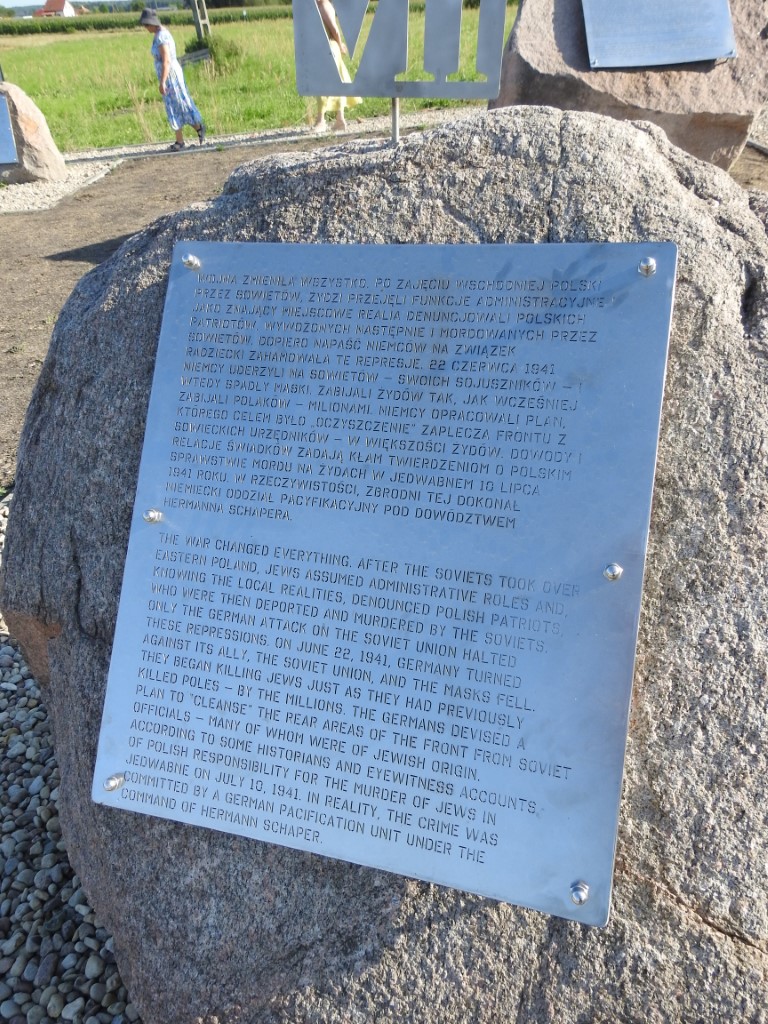 VII
WOJNA ZMIENIŁA WSZYSTKO. PO ZAJĘCIU WSCHODNIEJ POLSKI
PRZEZ SOWIETÓW, ŻYDZI PRZEJĘLI FUNKCJE ADMINISTRACYJNE I
JAKO ZNAJĄCY MIEJSCOWE REALIA DENUNCJOWALI POLSKICH
PATRIOTÓW, WYWOŻONYCH NASTĘPNIE I MORDOWANYCH PRZEZ
SOWIETÓW. DOPIERO NAPAŚĆ NIEMCÓW NA ZWIĄZEK
RADZIECKI ZAHAMOWAŁA TE REPRESJE. 22 CZERWCA 1941
NIEMCY UDERZYLI NA SOWIETÓW – SWOICH SOJUSZNIKÓW – I
WTEDY SPADŁY MASKI. ZABIJALI ŻYDÓW TAK, JAK WCZEŚNIEJ
ZABIJALI POLAKÓW – MILIONAMI. NIEMCY OPRACOWALI PLAN,
KTÓREGO CELEM BYŁO „OCZYSZCZENIE" ZAPLECZA FRONTU Z
SOWIECKICH URZĘDNIKÓW – W WIĘKSZOŚCI ŻYDÓW. DOWODY I
RELACJE ŚWIADKÓW ZADAJĄ KŁAM TWIERDZENIOM O POLSKIM
SPRAWSTWIE MORDU NA ŻYDACH W JEDWABNEM 10 LIPCA
1941 ROKU. W RZECZYWISTOŚCI, ZBRODNI TEJ DOKONAŁ
NIEMIECKI ODDZIAŁ PACYFIKACYJNY POD DOWÓDZTWEM
HERMANNA SCHAPERA.
THE WAR CHANGED EVERYTHING. AFTER THE SOVIETS TOOK OVER
EASTERN POLAND, JEWS ASSUMED ADMINISTRATIVE ROLES AND,
KNOWING THE LOCAL REALITIES, DENOUNCED POLISH PATRIOTS,
WHO WERE THEN DEPORTED AND MURDERED BY THE SOVIETS.
ONLY THE GERMAN ATTACK ON THE SOVIET UNION HALTED
THESE REPRESSIONS. ON JUNE 22, 1941, GERMANY TURNED
AGAINST ITS ALLY, THE SOVIET UNION, AND THE MASKS FELL.
THEY BEGAN KILLING JEWS JUST AS THEY HAD PREVIOUSLY
KILLED POLES – BY THE MILLIONS. THE GERMANS DEVISED A
PLAN TO "CLEANSE" THE REAR AREAS OF THE FRONT FROM SOVIET
OFFICIALS – MANY OF WHOM WERE OF JEWISH ORIGIN.
ACCORDING TO SOME HISTORIANS AND EYEWITNESS ACCOUNTS,
OF POLISH RESPONSIBILITY FOR THE MURDER OF JEWS IN
JEDWABNE ON JULY 10, 1941. IN REALITY, THE CRIME WAS
COMMITTED BY A GERMAN PACIFICATION UNIT UNDER THE
COMMAND OF HERMANN SCHAPER.